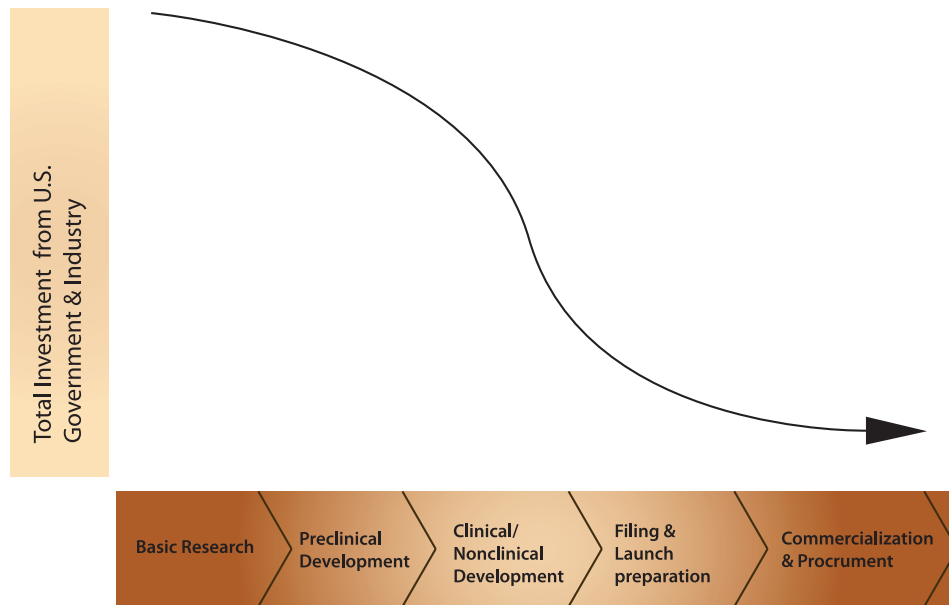 Total Investment from U.S.
Government & Industry
Basic Research
Preclinical
Development
Clinical/
Nonclinical
Development
Filing &
Launch
preparation
Commercialization
& Procrument